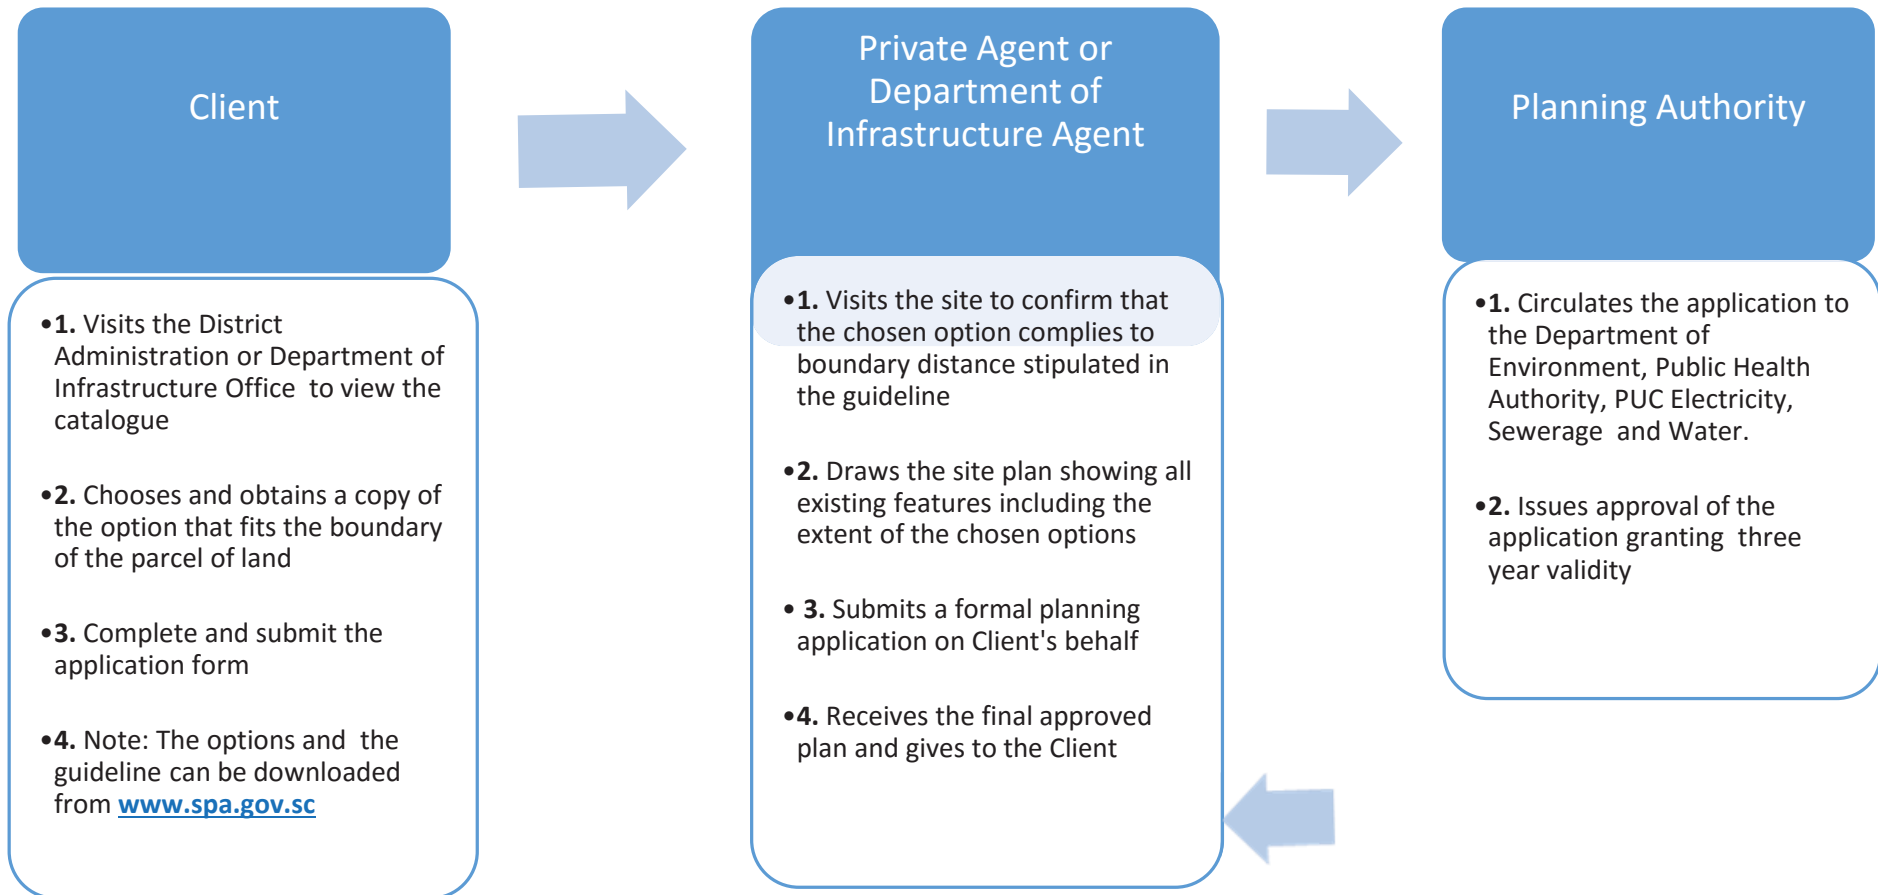 Client
•1. Visits the District
Administration or Department of
Infrastructure Office  to view the
catalogue
•2. Chooses and obtains a copy of
the option that fits the boundary
of the parcel of land
•3. Complete and submit the
application form
•4. Note: The options and  the
guideline can be downloaded
from www.spa.gov.sc
Private Agent or
Department of
Infrastructure Agent
•1. Visits the site to confirm that
the chosen option complies to
boundary distance stipulated in
the guideline
•2. Draws the site plan showing all
existing features including the
extent of the chosen options
• 3. Submits a formal planning
application on Client's behalf
•4. Receives the final approved
plan and gives to the Client
Planning Authority
•1. Circulates the application to
the Department of
Environment, Public Health
Authority, PUC Electricity,
Sewerage  and Water.
•2. Issues approval of the
application granting  three
year validity